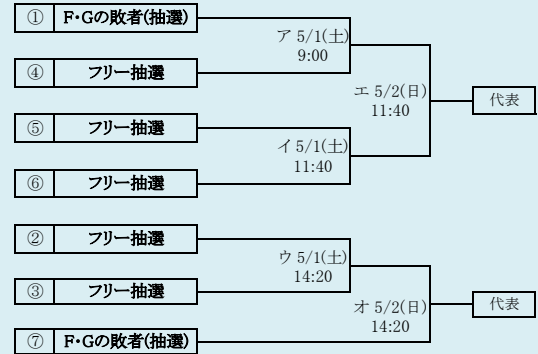 ① F・Gの敗者(抽選)
ア 5/1(土)
9:00
④ フリー抽選
エ 5/2(日)
11:40
代表
⑤ フリー抽選
イ 5/1(土)
11:40
⑥ フリー抽選
② フリー抽選
ウ 5/1(土)
14:20
③ フリー抽選
オ 5/2(日)
14:20
代表
⑦ F・Gの敗者(抽選)